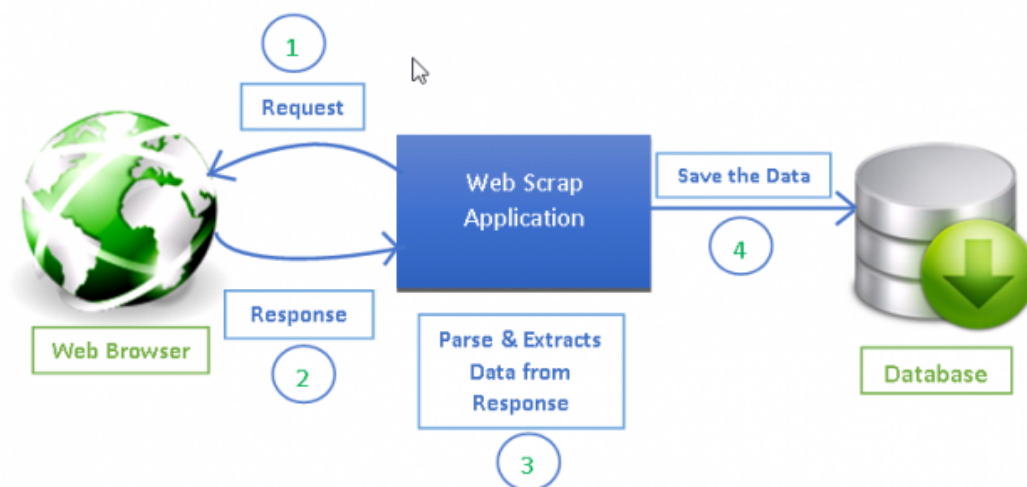 1
Request
Web Scrap
Application
Save the Data
4
Response
2
Web Browser
Parse & Extracts
Data from
Response
3
Database